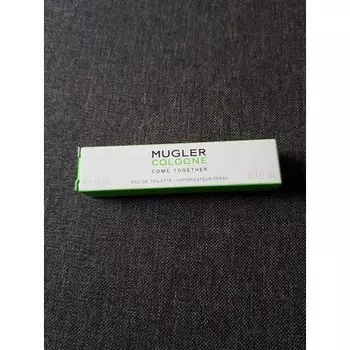 MUGLER
COLOGNE
COME TOGETHER
EAU DE TOILETTE - VAPORISATEUR SPRAY